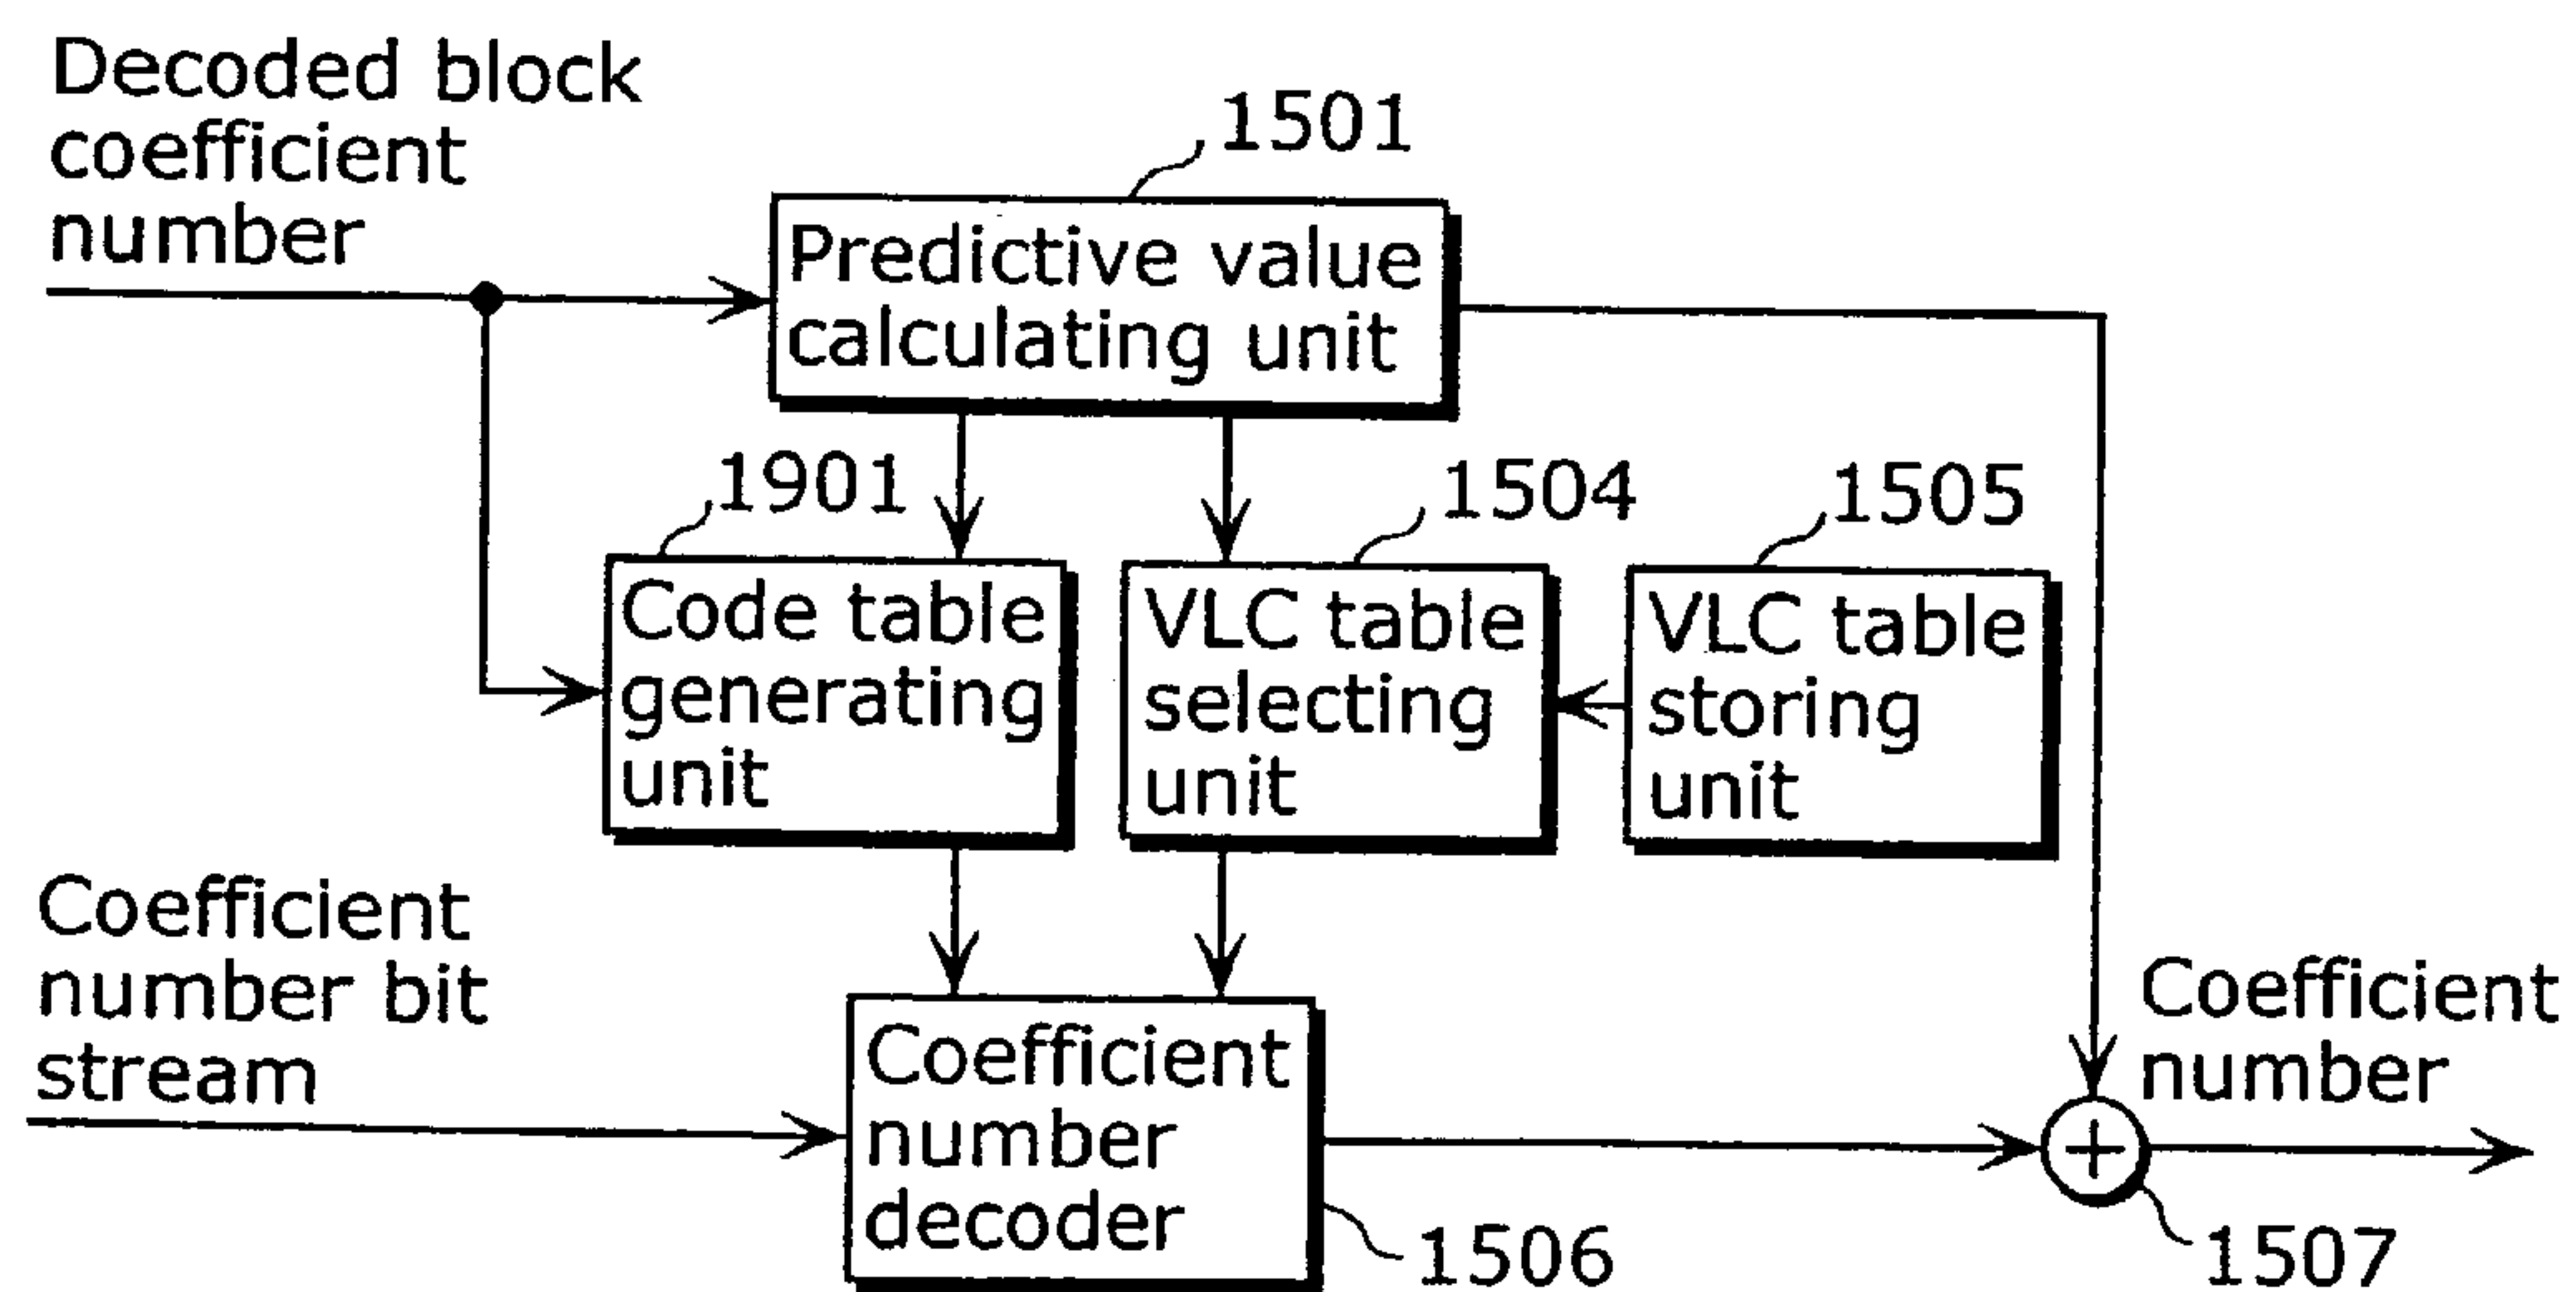 Decoded block
coefficient
number
1501
Predictive value
calculating unit
1901
1504
1505
Code table
generating
unit
VLC table
selecting
unit
VLC table
storing
unit
Coefficient
number bit
stream
Coefficient
number
decoder
Coefficient
number
1506
1507